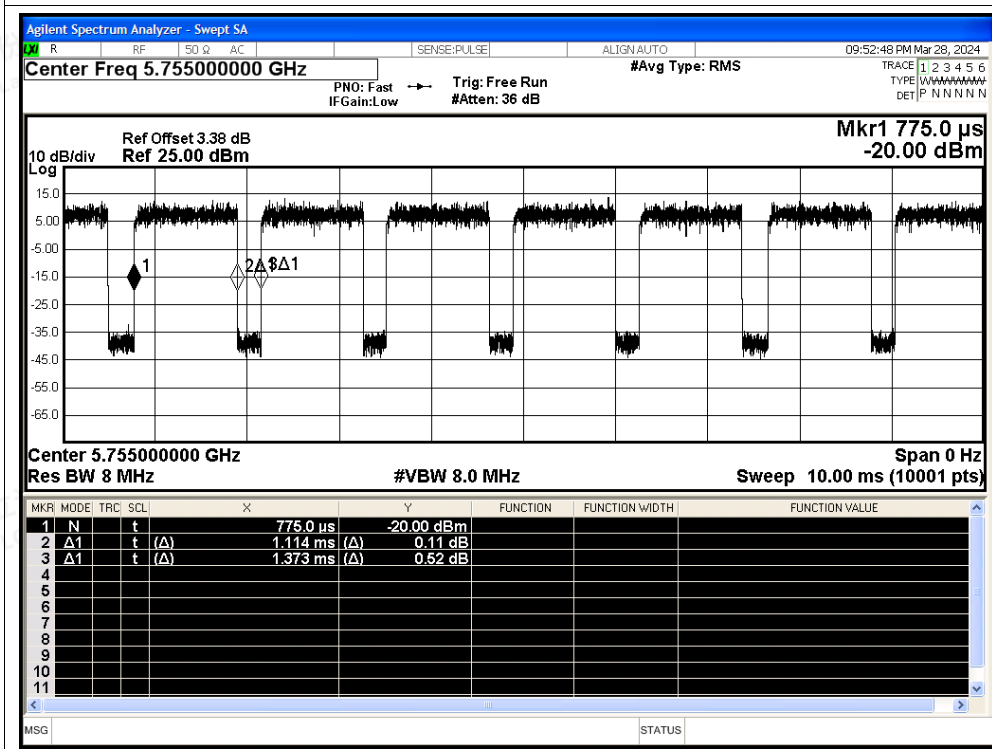 Agilent Spectrum Analyzer - Swept SA
LXI R RF 50 Ω AC SENSE:PULSE ALIGN AUTO 09:52:48 PM Mar 28, 2024
Center Freq 5.755000000 GHz #Avg Type: RMS TRACE 1 2 3 4 5 6
PNO: Fast Trig: Free Run TYPE WWWWWW
IFGain:Low #Atten: 36 dB DET P N N N N N
Mkr1 775.0 µs
Ref Offset 3.38 dB
10 dB/div Ref 25.00 dBm -20.00 dBm
Log
15.0
5.00
-5.00
1 2Δ1 3Δ1
-15.0
-25.0
-35.0
-45.0
-55.0
-65.0
Center 5.755000000 GHz Span 0 Hz
Res BW 8 MHz #VBW 8.0 MHz Sweep 10.00 ms (10001 pts)
MKR MODE TRC SCL X Y FUNCTION FUNCTION WIDTH FUNCTION VALUE
1 N t 775.0 µs -20.00 dBm
2 Δ1 t (Δ) 1.114 ms (Δ) 0.11 dB
3 Δ1 t (Δ) 1.373 ms (Δ) 0.52 dB
4
5
6
7
8
9
10
11
MSG STATUS